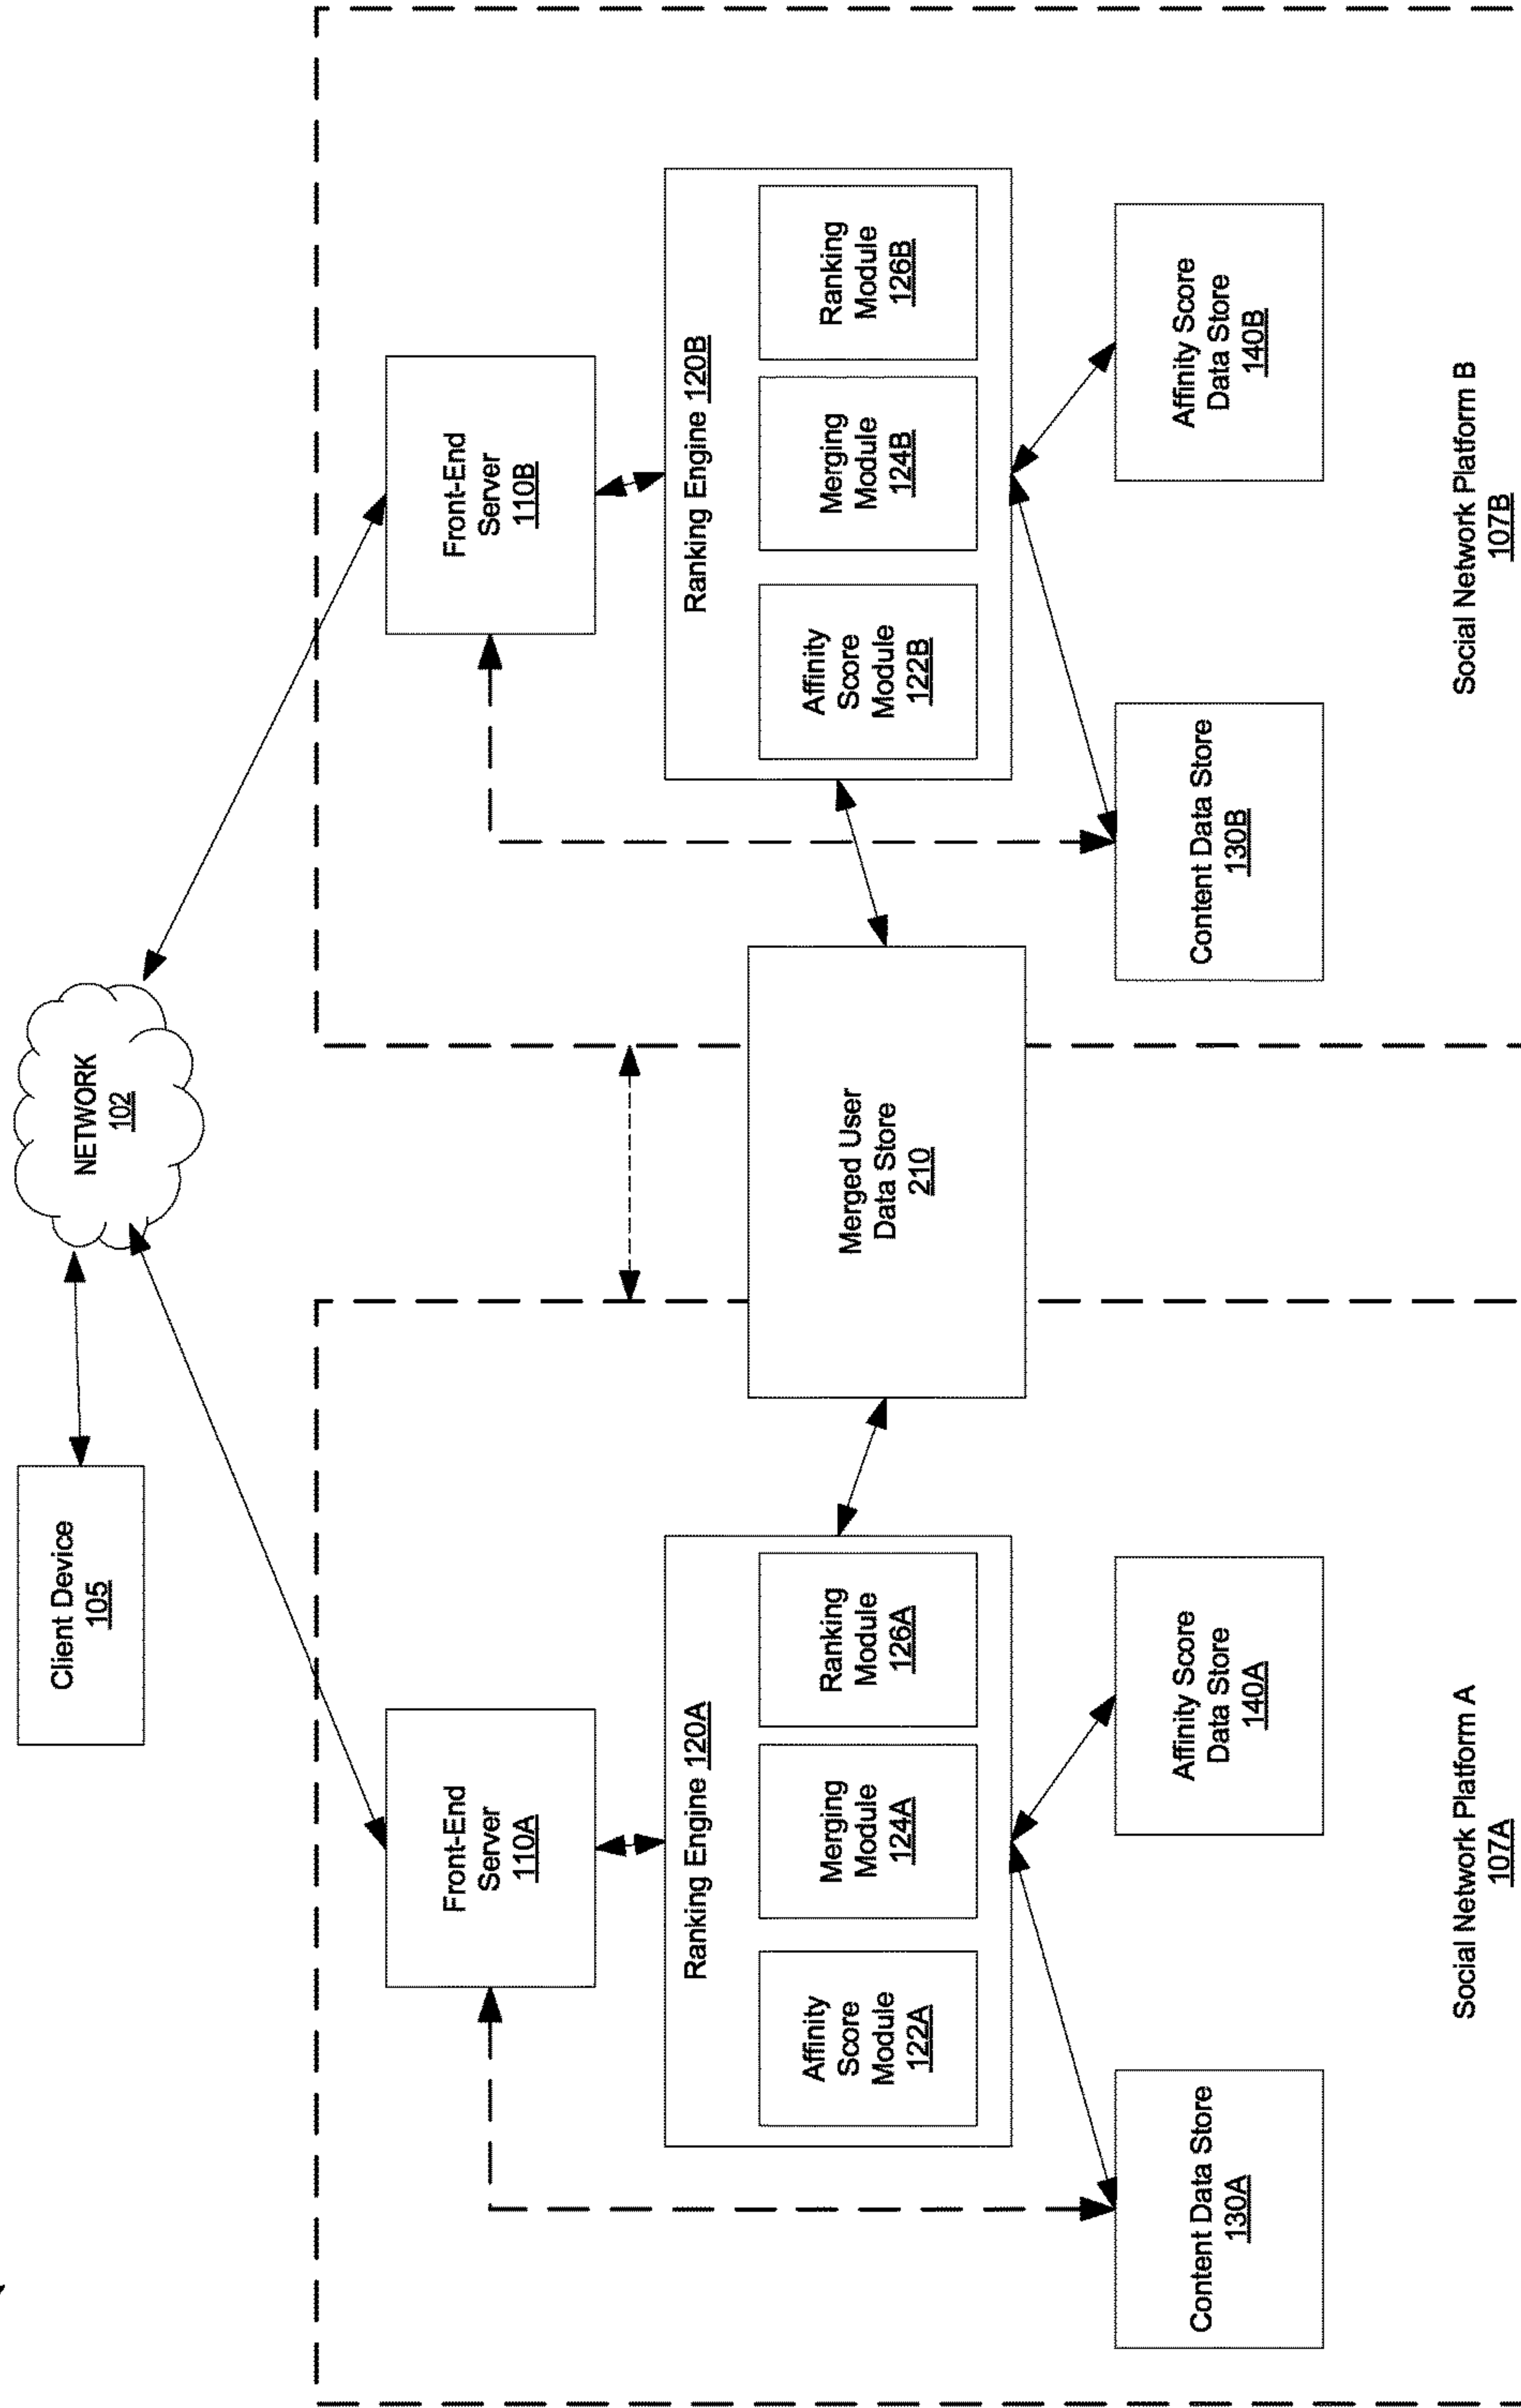 Client Device
105
NETWORK
102
Front-End
Server
110A
Ranking Engine 120A
Affinity
Score
Module
122A
Merging
Module
124A
Ranking
Module
126A
Content Data Store
130A
Affinity Score
Data Store
140A
Social Network Platform A
107A
Merged User
Data Store
210
Front-End
Server
110B
Ranking Engine 120B
Affinity
Score
Module
122B
Merging
Module
124B
Ranking
Module
126B
Content Data Store
130B
Affinity Score
Data Store
140B
Social Network Platform B
107B